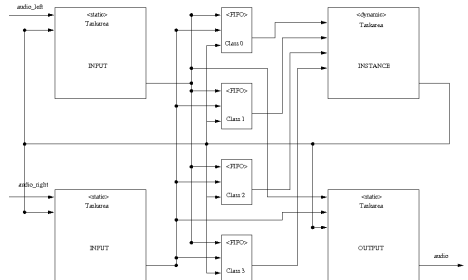 audio_left
<static>
Taskarea
INPUT
<FIFO>
Class 0
<dynamic>
Taskarea
INSTANCE
<FIFO>
Class 1
<FIFO>
Class 2
audio_right
<static>
Taskarea
INPUT
<FIFO>
Class 3
<static>
Taskarea
OUTPUT
audio